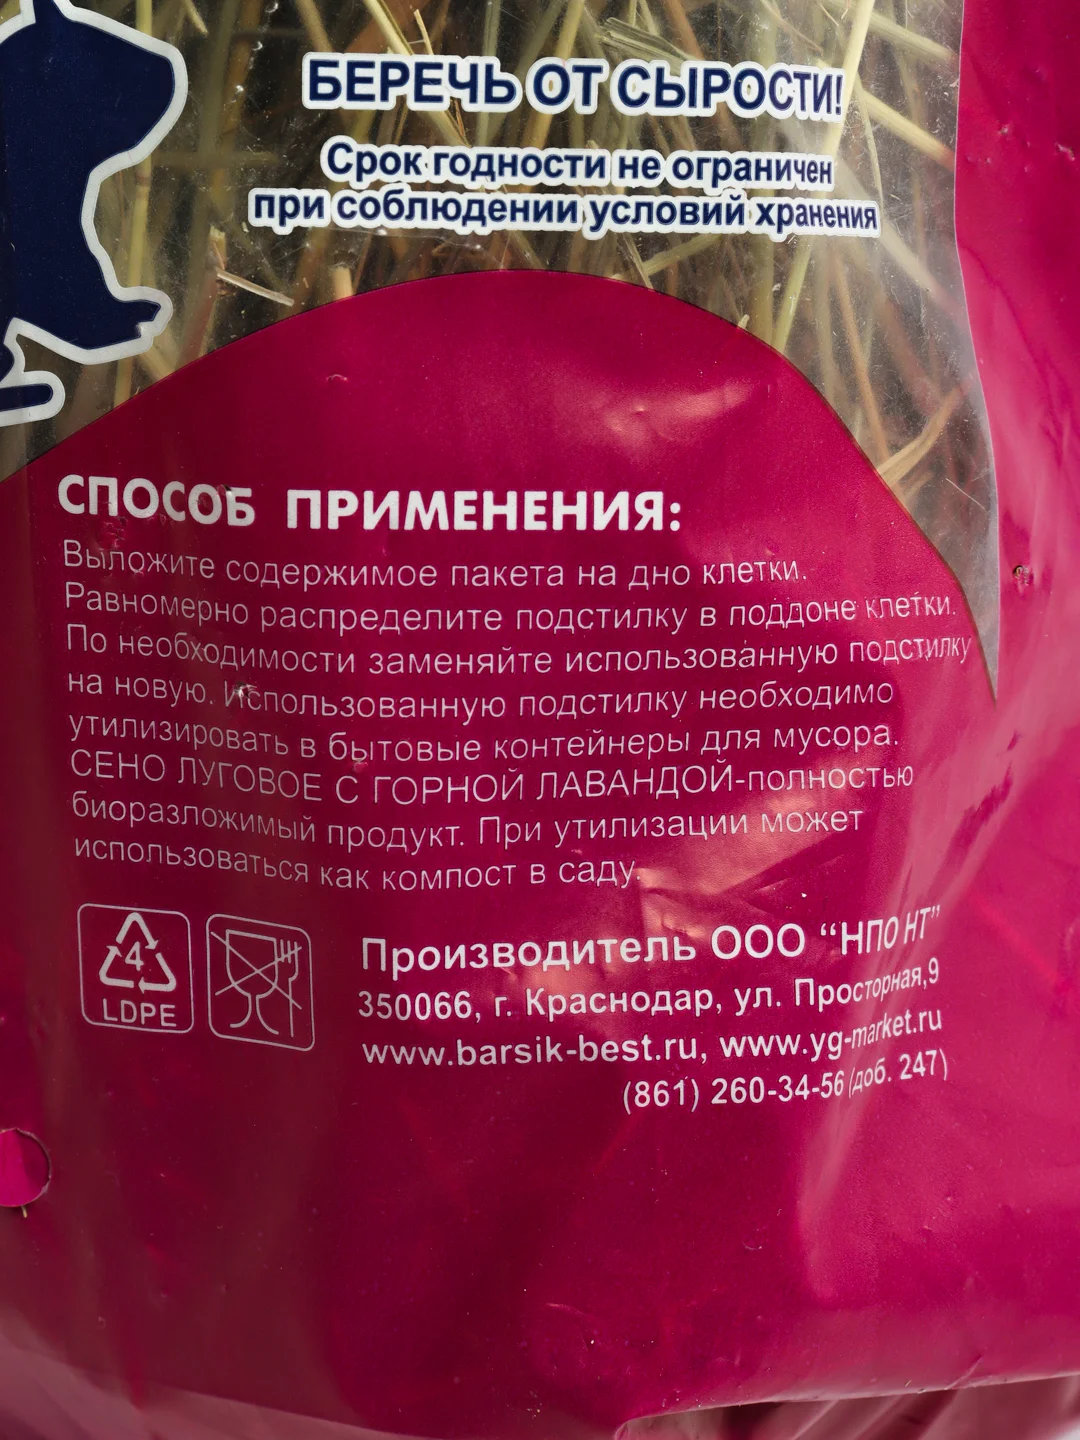 БЕРЕЧЬ ОТ СЫРОСТИ!
Срок годности не ограничен
при соблюдении условий хранения
СПОСОБ ПРИМЕНЕНИЯ:
Выложите содержимое пакета на дно клетки.
Равномерно распределите подстилку в поддоне клетки.
По необходимости заменяйте использованную подстилку
на новую. Использованную подстилку необходимо
утилизировать в бытовые контейнеры для мусора.
СЕНО ЛУГОВОЕ С ГОРНОЙ ЛАВАНДОЙ-полностью
биоразложимый продукт. При утилизации может
использоваться как компост в саду.
4
LDPE
Производитель ООО “НПО НТ”
350066, г. Краснодар, ул. Просторная,9
www.barsik-best.ru, www.yg-market.ru
(861) 260-34-56 (доб. 247)